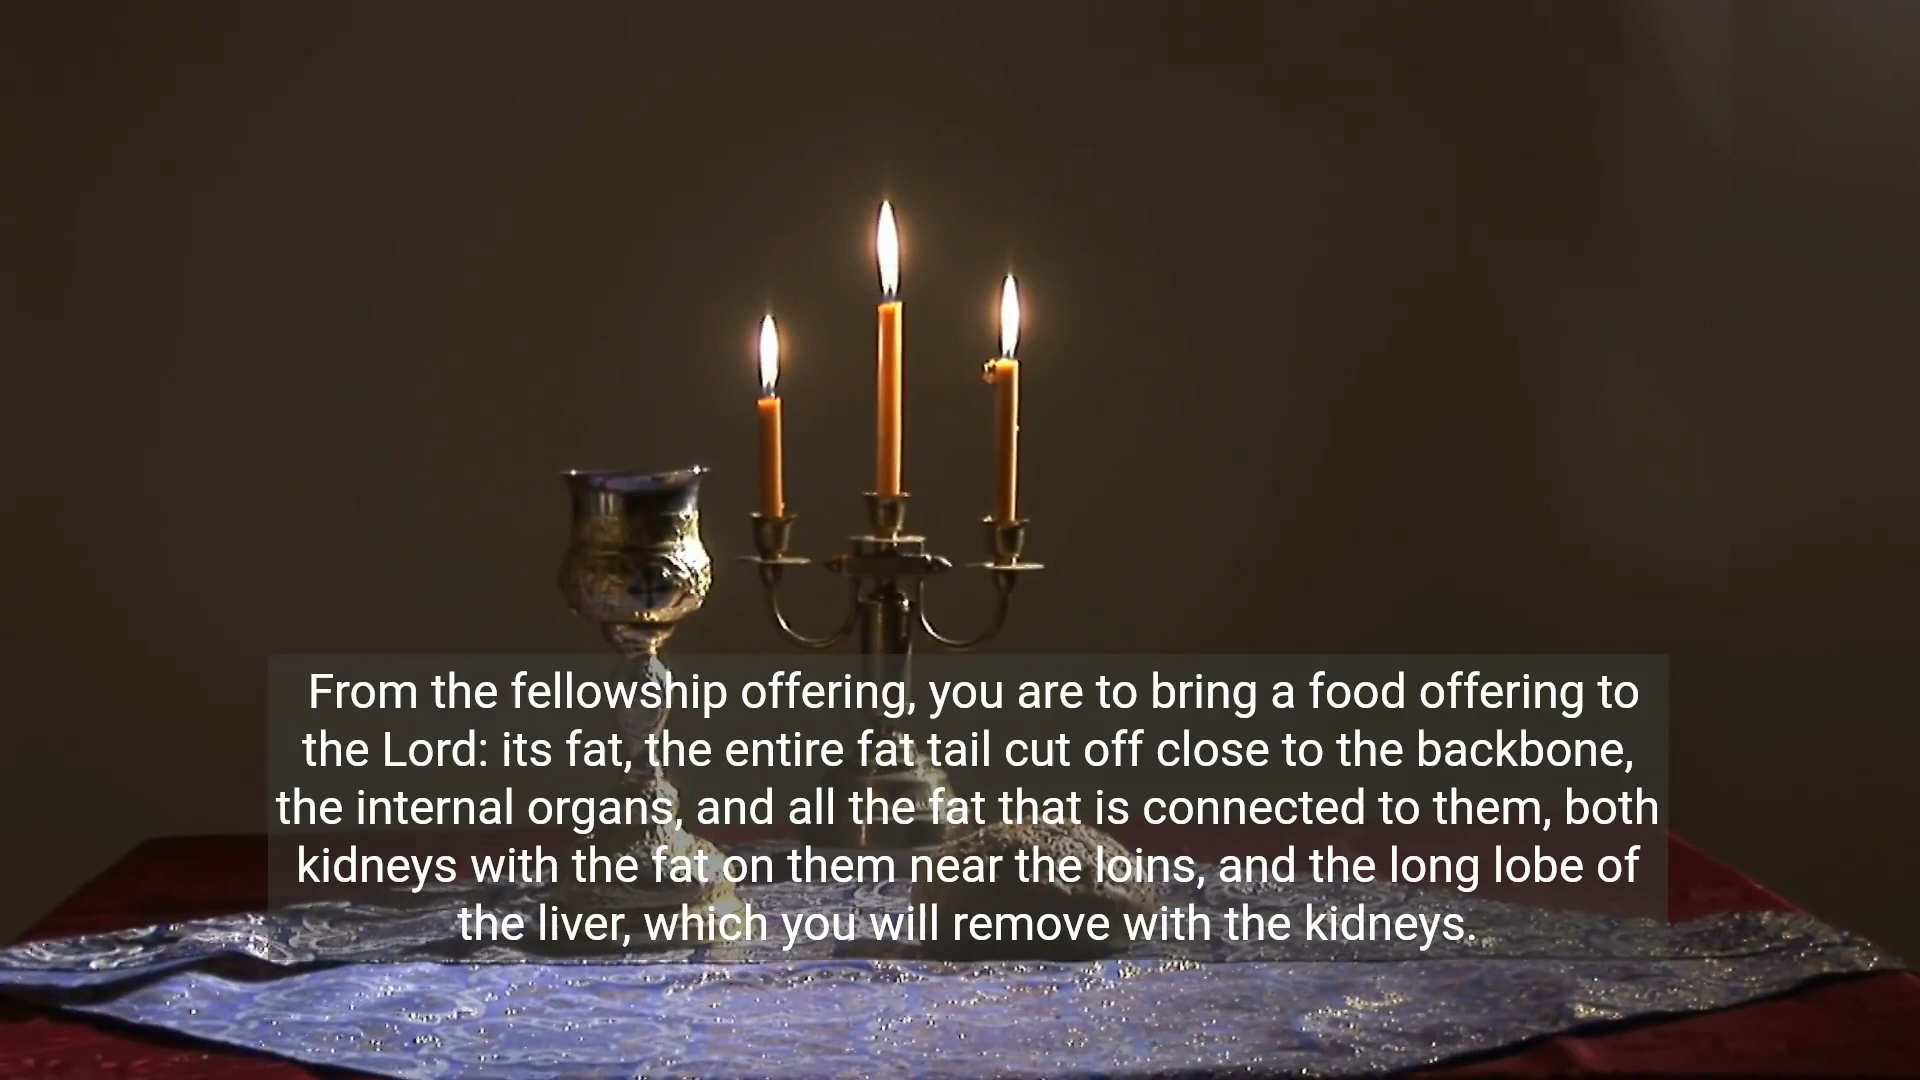 From the fellowship offering, you are to bring a food offering to
the Lord: its fat, the entire fat tail cut off close to the backbone,
the internal organs, and all the fat that is connected to them, both
kidneys with the fat on them near the loins, and the long lobe of
the liver, which you will remove with the kidneys.